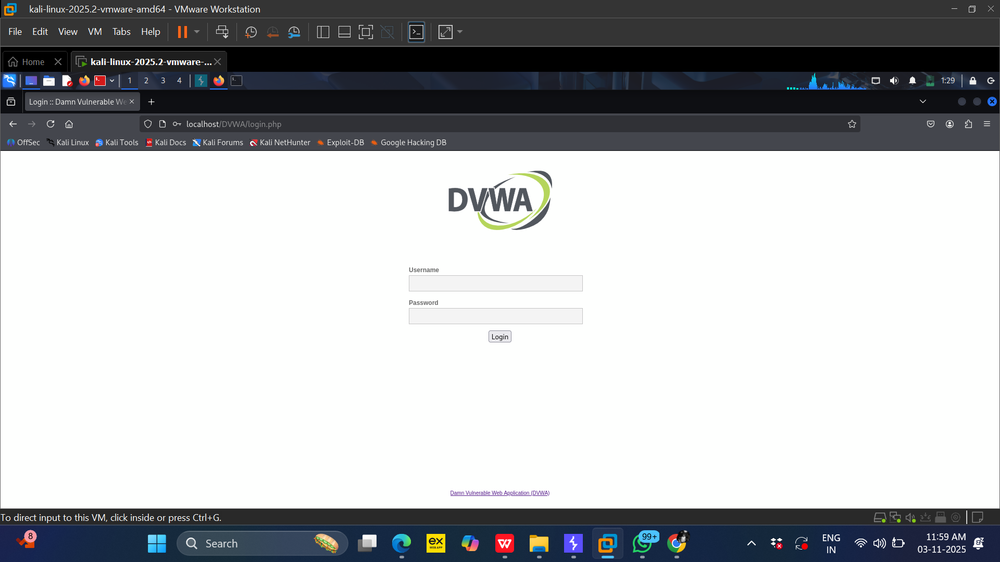 kali-linux-2025.2-vmware-amd64 - VMware Workstation
File Edit View VM Tabs Help
Home kali-linux-2025.2-vmware-...
1 2 3 4 1:29
Login :: Damn Vulnerable We
localhost/DVWA/login.php
OffSec Kali Linux Kali Tools Kali Docs Kali Forums Kali NetHunter Exploit-DB Google Hacking DB
DVWA
Username
Password
Login
Damn Vulnerable Web Application (DVWA)
To direct input to this VM, click inside or press Ctrl+G.
8
Search
ex
WEB APP
W
99+
ENG
IN
11:59 AM
03-11-2025